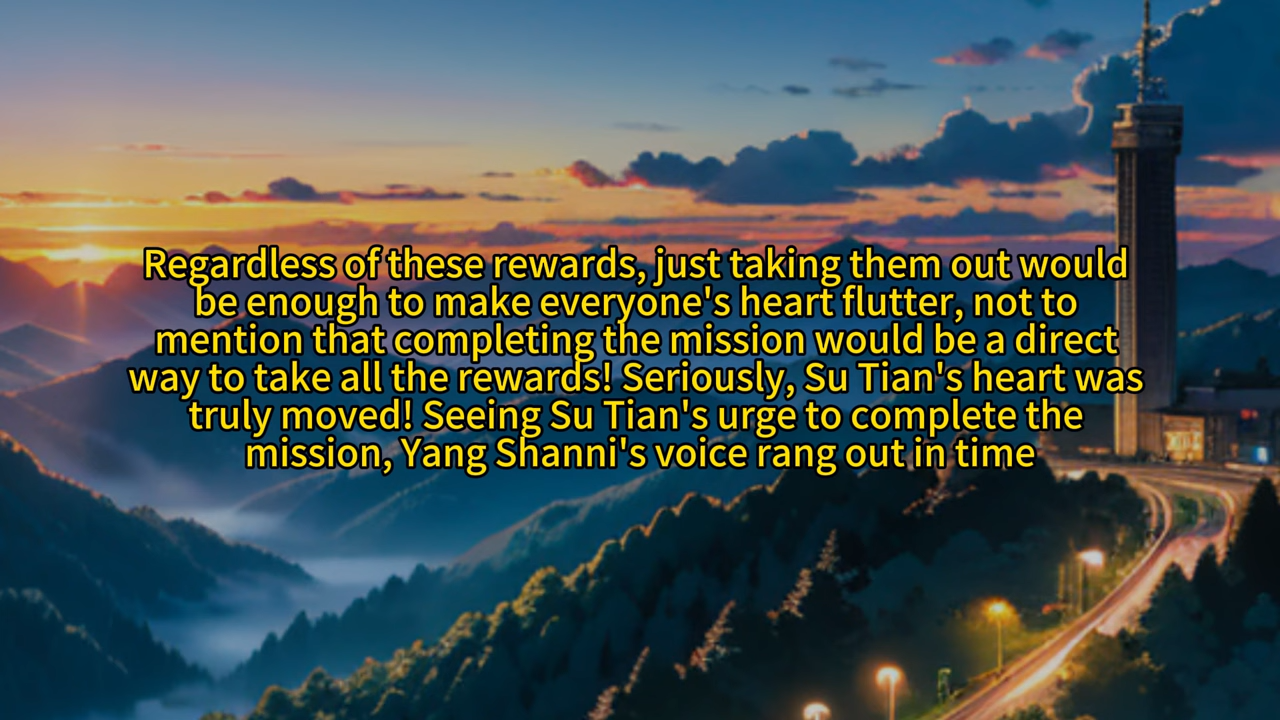 Regardless of these rewards, just taking them out would
be enough to make everyone's heart flutter, not to
mention that completing the mission would be a direct
way to take all the rewards! Seriously, Su Tian's heart was
truly moved! Seeing Su Tian's urge to complete the
mission, Yang Shanni's voice rang out in time